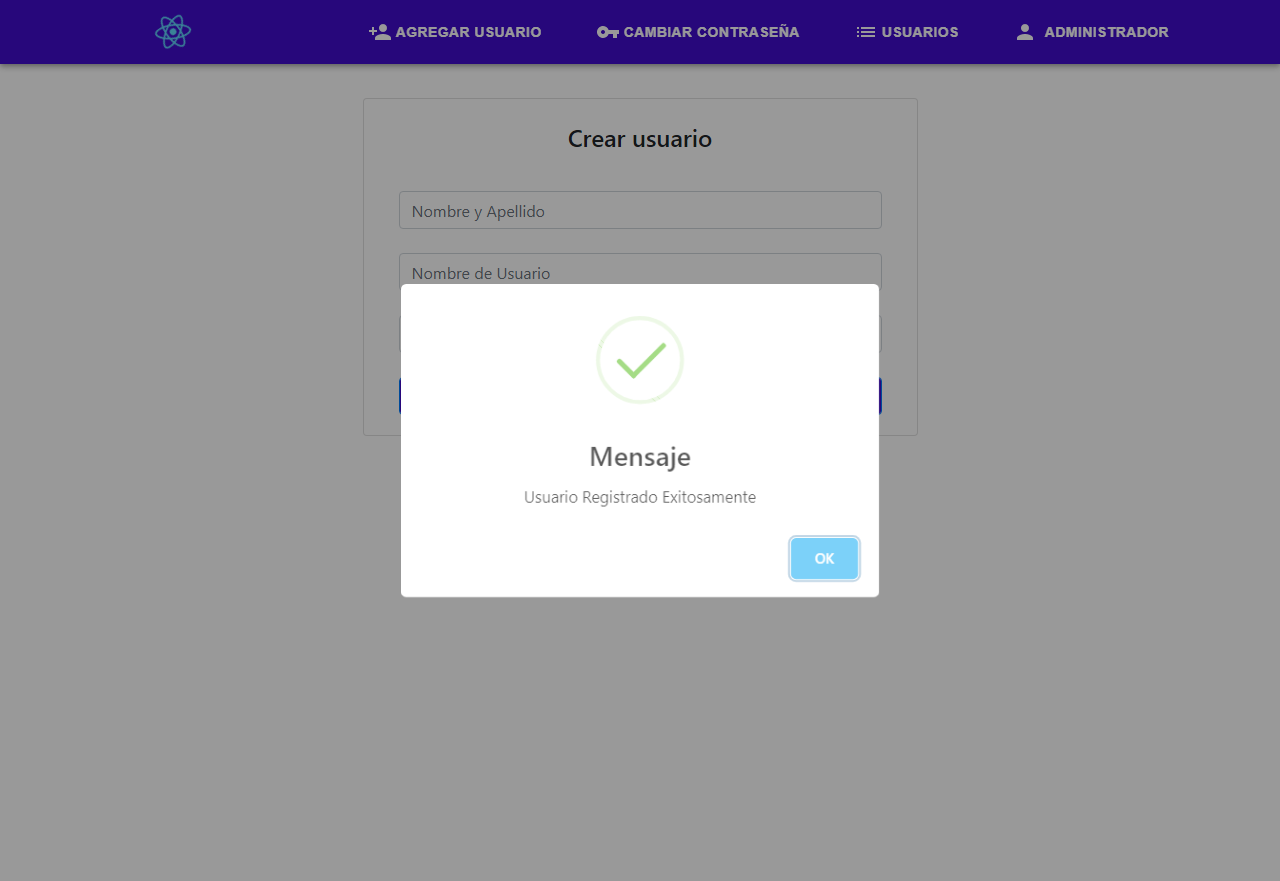 AGREGAR USUARIO CAMBIAR CONTRASEÑA USUARIOS ADMINISTRADOR
Crear usuario
Nombre y Apellido
Nombre de Usuario
Mensaje
Usuario Registrado Exitosamente
OK